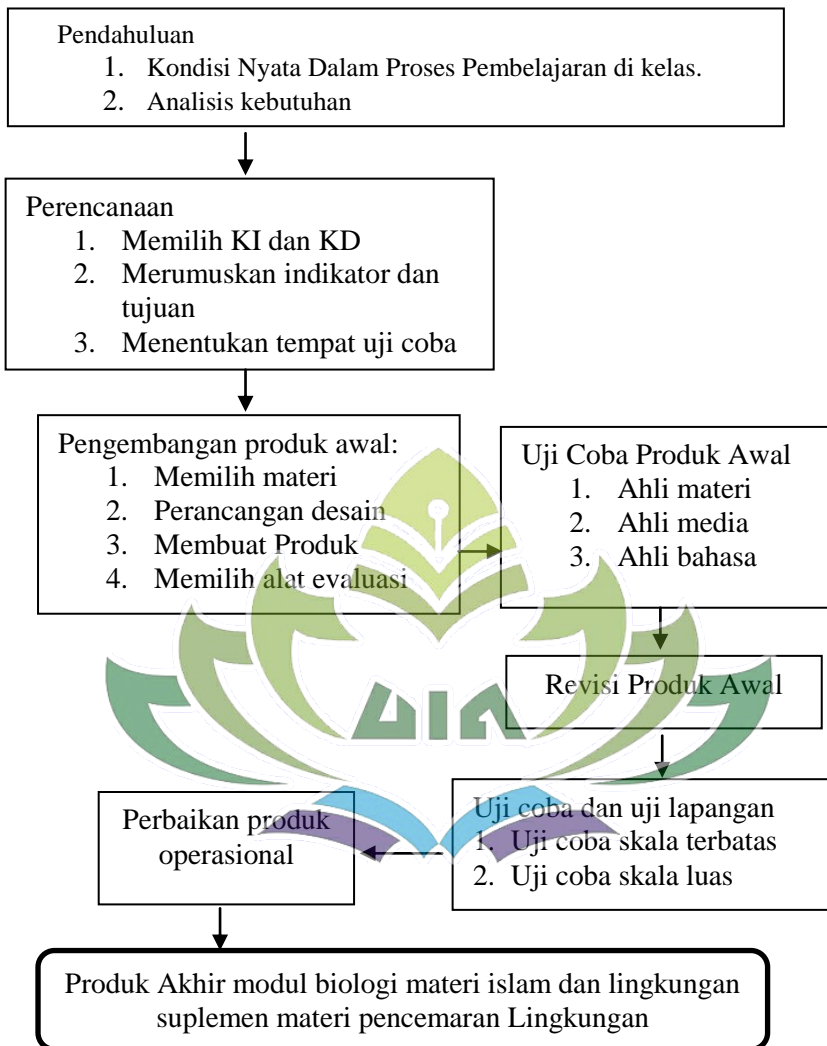 Pendahuluan
1. Kondisi Nyata Dalam Proses Pembelajaran di kelas.
2. Analisis kebutuhan
Perencanaan
1. Memilih KI dan KD
2. Merumuskan indikator dan
tujuan
3. Menentukan tempat uji coba
Pengembangan produk awal:
1. Memilih materi
2. Perancangan desain
3. Membuat Produk
4. Memilih alat evaluasi
Uji Coba Produk Awal
1. Ahli materi
2. Ahli media
3. Ahli bahasa
Revisi Produk Awal
UIN
Uji coba dan uji lapangan
1. Uji coba skala terbatas
2. Uji coba skala luas
Perbaikan produk
operasional
Produk Akhir modul biologi materi islam dan lingkungan
suplemen materi pencemaran Lingkungan